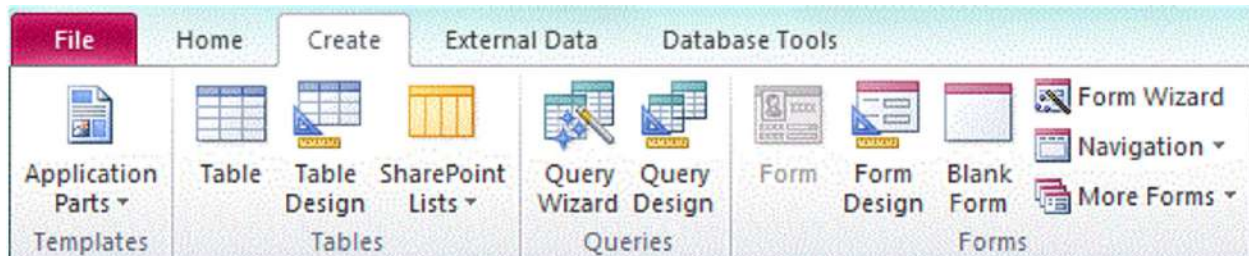 File Home Create External Data Database Tools
Application Parts
Templates
Table
Table Design
SharePoint Lists
Tables
Query Wizard
Query Design
Queries
Form
Form Design
Blank Form
Form Wizard
Navigation
More Forms
Forms